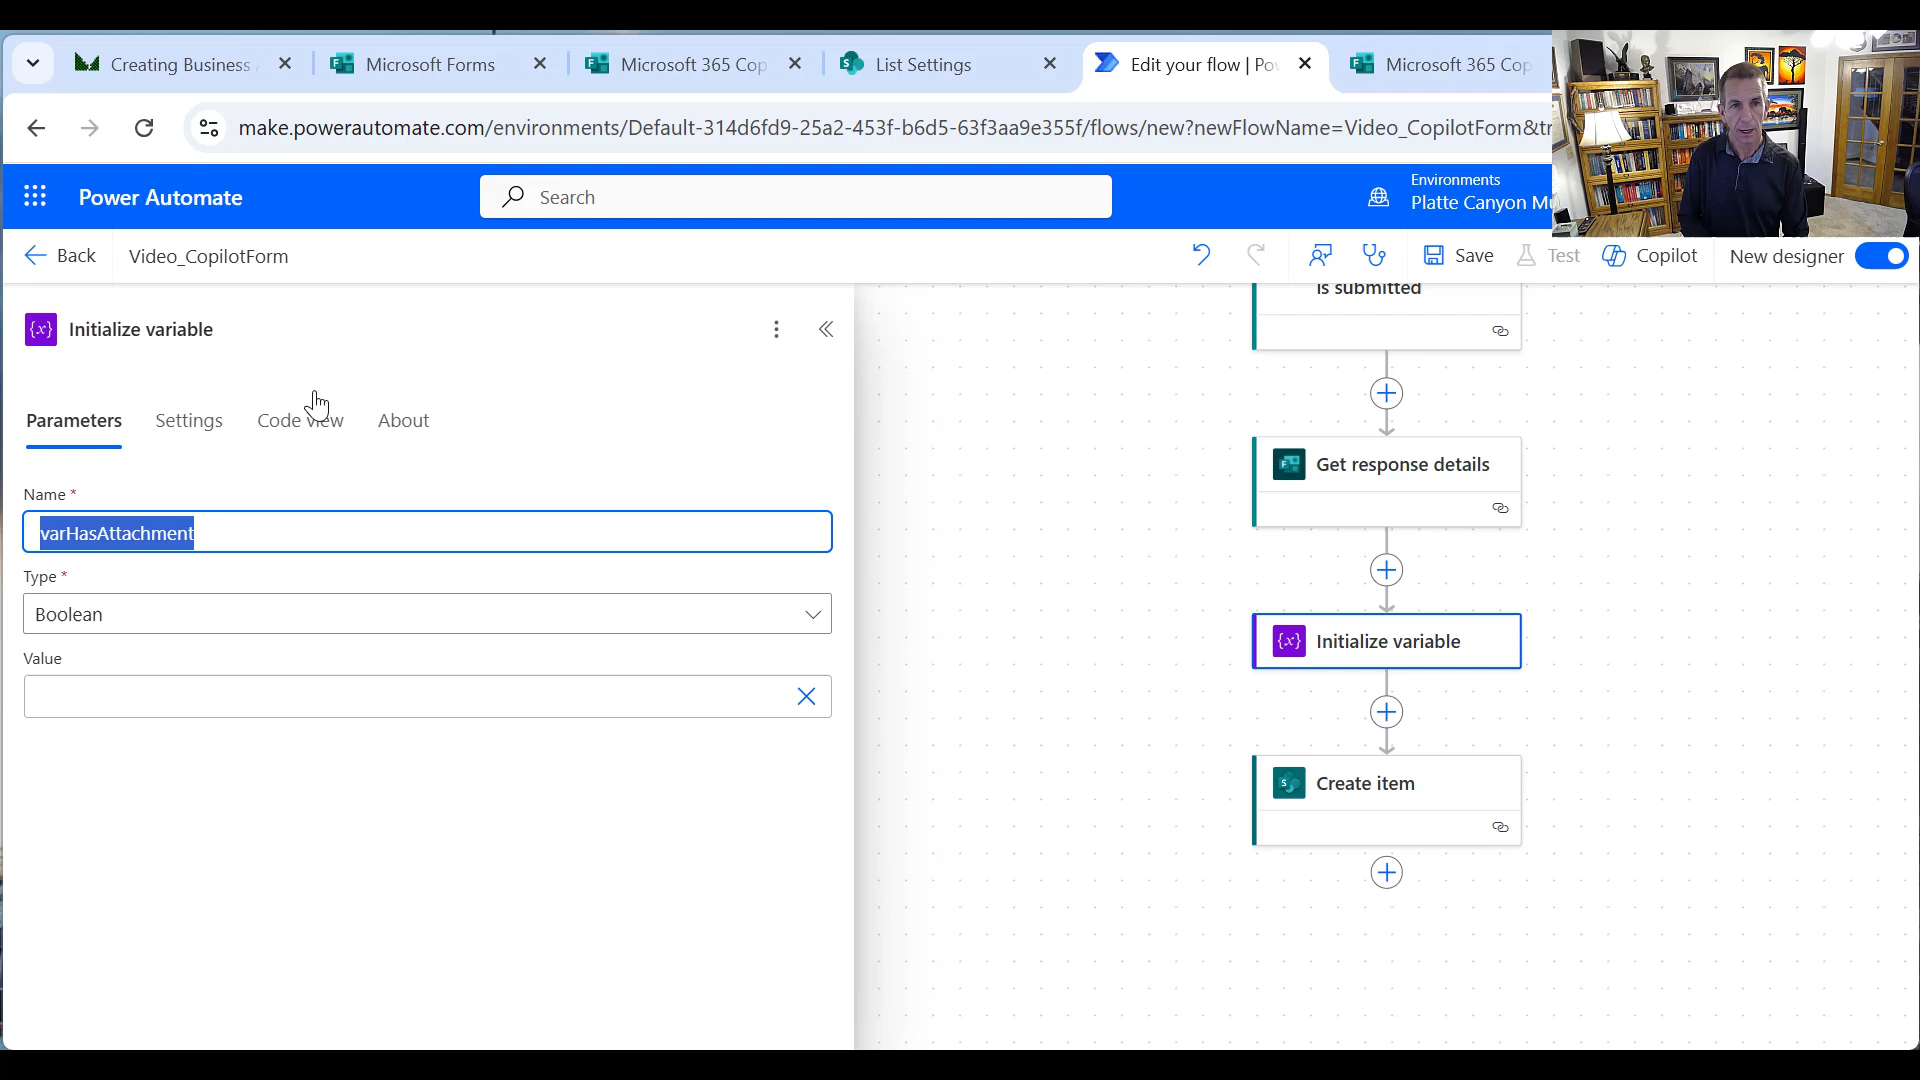 Creating Business
Microsoft Forms
Microsoft 365 Cop
List Settings
Edit your flow | Po
Microsoft 365 Cop
make.powerautomate.com/environments/Default-314d6fd9-25a2-453f-b6d5-63f3aa9e355f/flows/new?newFlowName=Video_CopilotForm&tr
Power Automate
Search
Environments
Platte Canyon Mu
Back
Video_CopilotForm
Save
Test
Copilot
New designer
{x}
Initialize variable
Parameters
Settings
Code view
About
Name *
varHasAttachment
Type *
Boolean
Value
is submitted
Get response details
{x}
Initialize variable
Create item